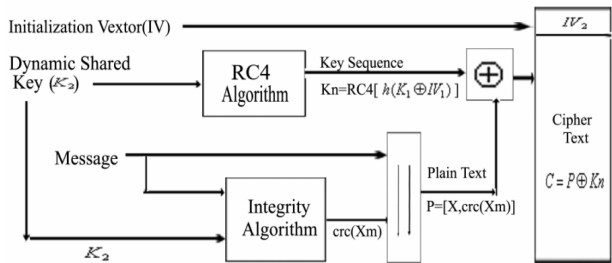 Initialization Vextor(IV)
IV₂
Dynamic Shared
Key (K₂)
RC4
Algorithm
Key Sequence
Kn=RC4[ h(K₁⊕IV₁) ]
⊕
Message
Integrity
Algorithm
crc(Xm)
Plain Text
P=[X,crc(Xm)]
Cipher
Text
C=P⊕Kn
K₂